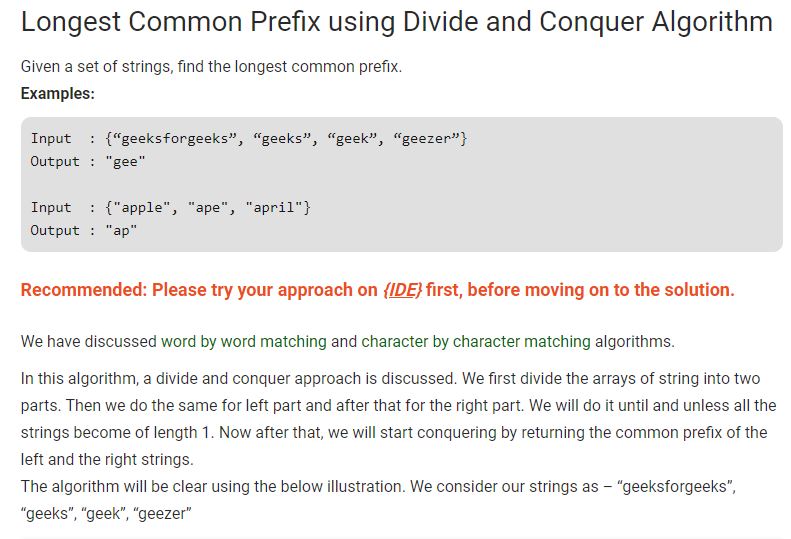 Longest Common Prefix using Divide and Conquer Algorithm
Given a set of strings, find the longest common prefix.
Examples:
Input  : {“geeksforgeeks”, “geeks”, “geek”, “geezer”}
Output : "gee"
Input  : {"apple", "ape", "april"}
Output : "ap"
Recommended: Please try your approach on {IDE} first, before moving on to the solution.
We have discussed word by word matching and character by character matching algorithms.
In this algorithm, a divide and conquer approach is discussed. We first divide the arrays of string into two
parts. Then we do the same for left part and after that for the right part. We will do it until and unless all the
strings become of length 1. Now after that, we will start conquering by returning the common prefix of the
left and the right strings.
The algorithm will be clear using the below illustration. We consider our strings as – “geeksforgeeks”,
“geeks”, “geek”, “geezer”